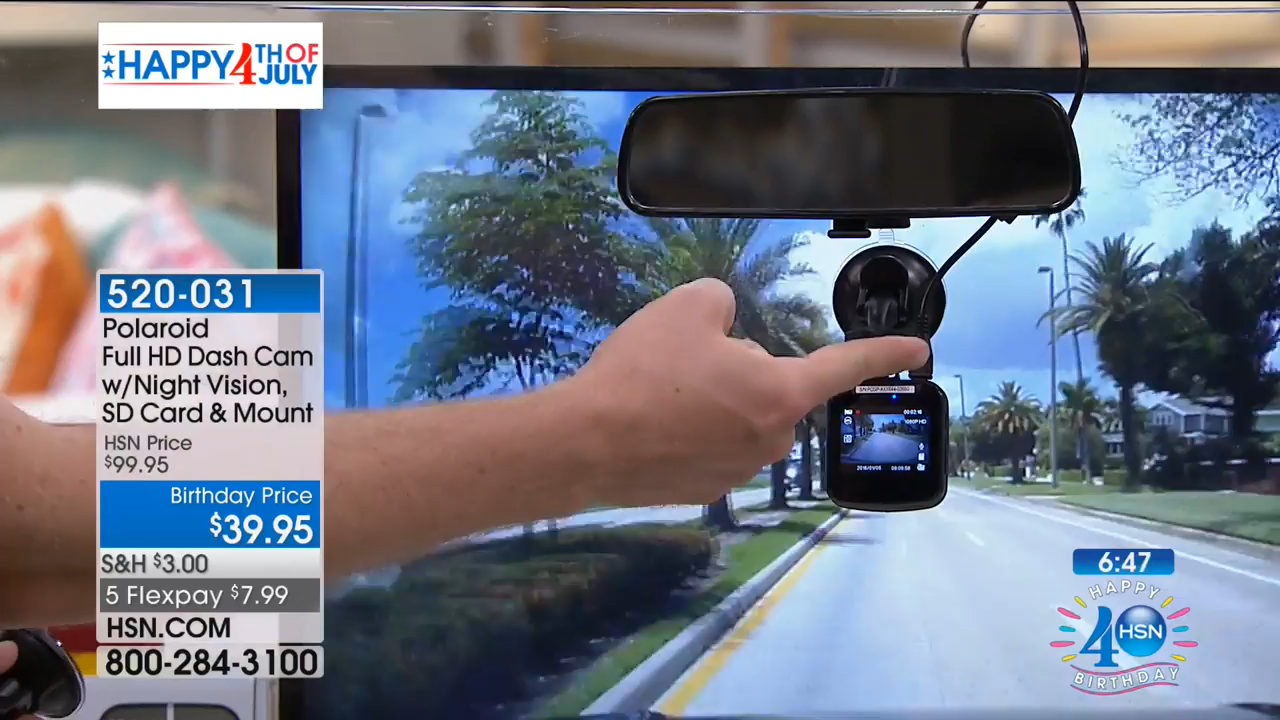 HAPPY 4TH OF JULY
520-031
Polaroid
Full HD Dash Cam
w/Night Vision,
SD Card & Mount
HSN Price
$99.95
Birthday Price
$39.95
S&H $3.00
5 Flexpay $7.99
HSN.COM
800-284-3100
1080P HD
6:47
HAPPY
40 HSN
BIRTHDAY